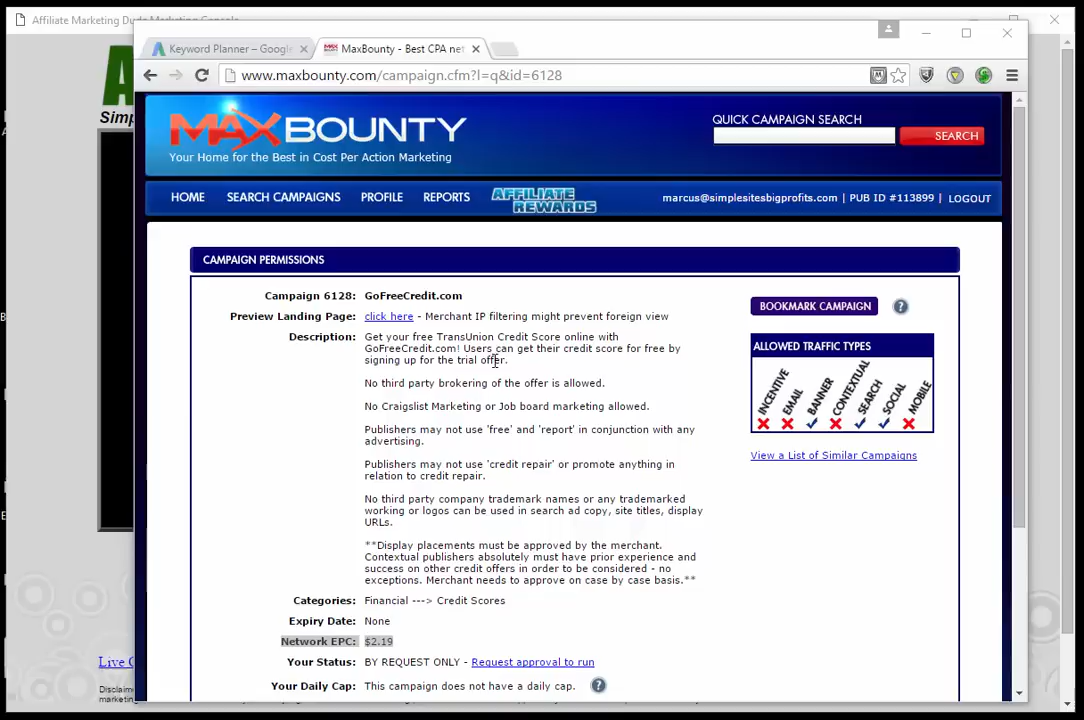 Affiliate Marketing Dude Marketing Console
Keyword Planner – Google
MaxBounty - Best CPA net
www.maxbounty.com/campaign.cfm?l=q&id=6128
Simp
MAXBOUNTY
Your Home for the Best in Cost Per Action Marketing
QUICK CAMPAIGN SEARCH
SEARCH
HOME SEARCH CAMPAIGNS PROFILE REPORTS AFFILIATE REWARDS marcus@simplesitesbigprofits.com | PUB ID #113899 | LOGOUT
CAMPAIGN PERMISSIONS
Campaign 6128: GoFreeCredit.com
Preview Landing Page: click here - Merchant IP filtering might prevent foreign view
Description: Get your free TransUnion Credit Score online with
GoFreeCredit.com! Users can get their credit score for free by
signing up for the trial offer.
No third party brokering of the offer is allowed.
No Craigslist Marketing or Job board marketing allowed.
Publishers may not use 'free' and 'report' in conjunction with any
advertising.
Publishers may not use 'credit repair' or promote anything in
relation to credit repair.
No third party company trademark names or any trademarked
working or logos can be used in search ad copy, site titles, display
URLs.
**Display placements must be approved by the merchant.
Contextual publishers absolutely must have prior experience and
success on other credit offers in order to be considered - no
exceptions. Merchant needs to approve on case by case basis.**
Categories: Financial ---> Credit Scores
Expiry Date: None
Network EPC: $2.19
Your Status: BY REQUEST ONLY - Request approval to run
Your Daily Cap: This campaign does not have a daily cap.
BOOKMARK CAMPAIGN ?
ALLOWED TRAFFIC TYPES
INCENTIVE EMAIL BANNER CONTEXTUAL SEARCH SOCIAL MOBILE
View a List of Similar Campaigns
Live
Disclaim
marketing